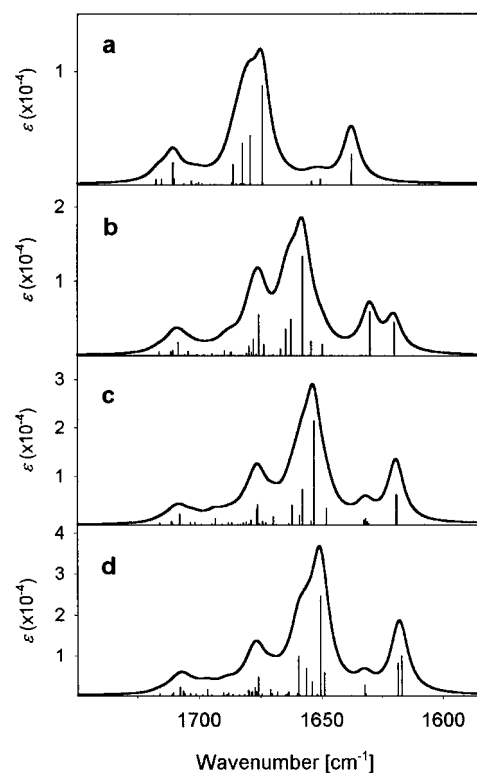 a
ε (x10⁻⁴)
1
b
ε (x10⁻⁴)
2
1
c
ε (x10⁻⁴)
3
2
1
d
ε (x10⁻⁴)
4
3
2
1
1700 1650 1600
Wavenumber [cm⁻¹]